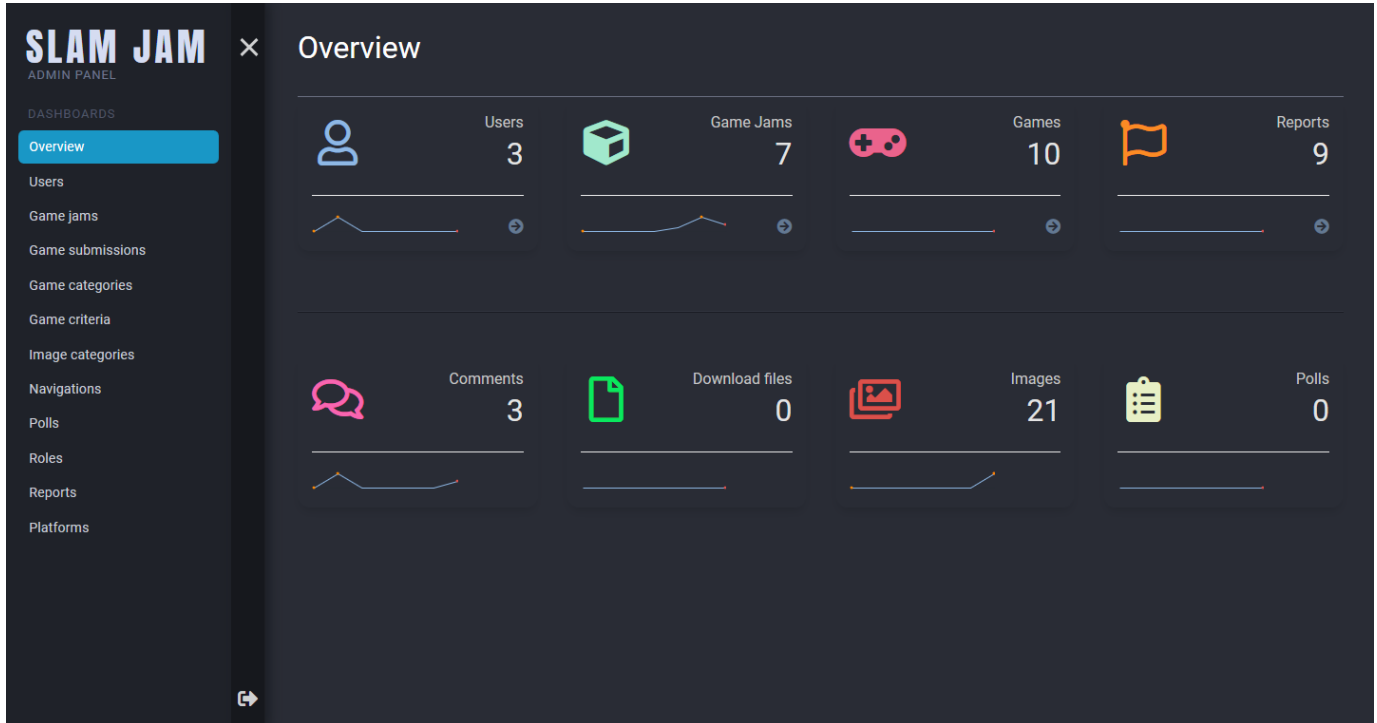 SLAM JAM
ADMIN PANEL
DASHBOARDS
Overview
Users
Game jams
Game submissions
Game categories
Game criteria
Image categories
Navigations
Polls
Roles
Reports
Platforms
Overview
Users
3
Game Jams
7
Games
10
Reports
9
Comments
3
Download files
0
Images
21
Polls
0